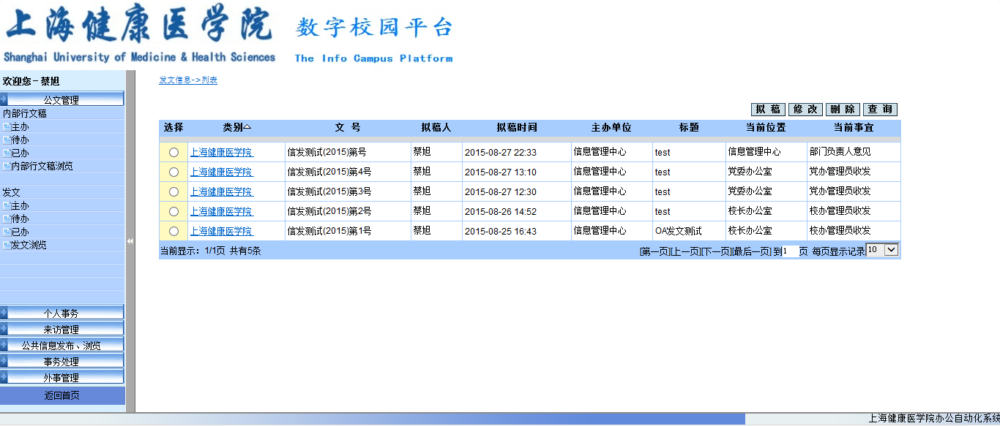 上海健康医学院 数字校园平台
Shanghai University of Medicine & Health Sciences The Info Campus Platform
欢迎您－蔡旭
公文管理
内部行文稿
主办
待办
已办
内部行文稿浏览
发文
主办
待办
已办
发文浏览
个人事务
来访管理
公共信息发布、浏览
事务处理
外事管理
返回首页
发文信息->列表
拟 稿 修 改 删 除 查 询
选择 类别 文 号 拟稿人 拟稿时间 主办单位 标题 当前位置 当前事宜
上海健康医学院 信发测试(2015)第号 蔡旭 2015-08-27 22:33 信息管理中心 test 信息管理中心 部门负责人意见
上海健康医学院 信发测试(2015)第4号 蔡旭 2015-08-27 13:10 信息管理中心 test 党委办公室 党办管理员收发
上海健康医学院 信发测试(2015)第3号 蔡旭 2015-08-27 12:30 信息管理中心 test 党委办公室 党办管理员收发
上海健康医学院 信发测试(2015)第2号 蔡旭 2015-08-26 14:52 信息管理中心 test 校长办公室 校办管理员收发
上海健康医学院 信发测试(2015)第1号 蔡旭 2015-08-25 16:43 信息管理中心 OA发文测试 校长办公室 校办管理员收发
当前显示：1/1页 共有5条 [第一页][上一页][下一页][最后一页] 到1 页 每页显示记录 10
上海健康医学院办公自动化系统